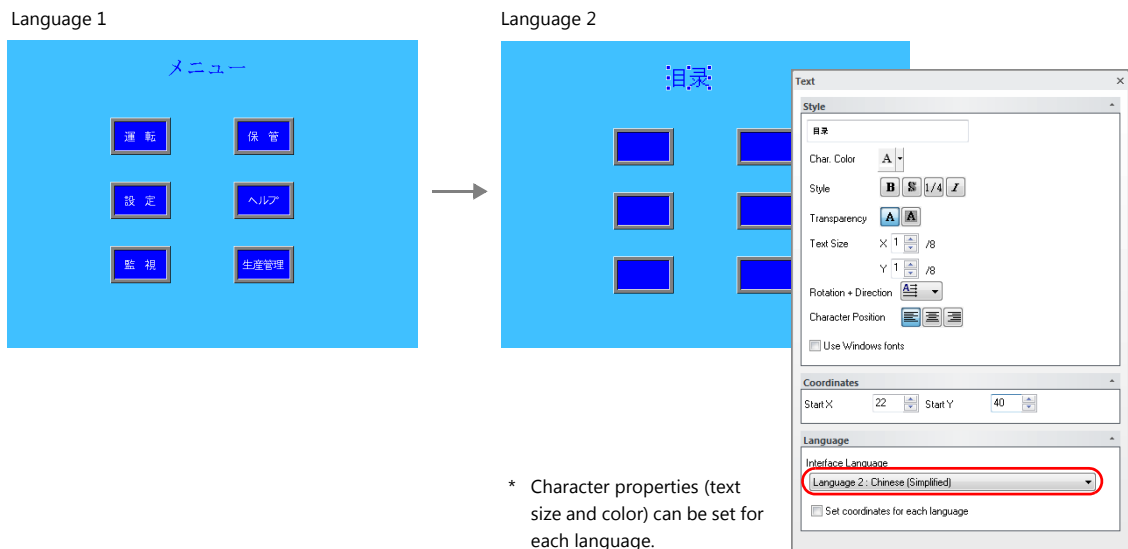 Language 1
Language 2
メニュー
運 転
保 管
設 定
ヘルプ
監 視
生産管理
目录
Text
×
Style
目录
Char. Color
A
Style
B S 1/4 I
Transparency
A A
Text Size X 1 /8
Y 1 /8
Rotation + Direction
A
Character Position
Use Windows fonts
Coordinates
Start X 22 Start Y 40
Language
Interface Language
Language 2 : Chinese (Simplified)
Set coordinates for each language
* Character properties (text
size and color) can be set for
each language.